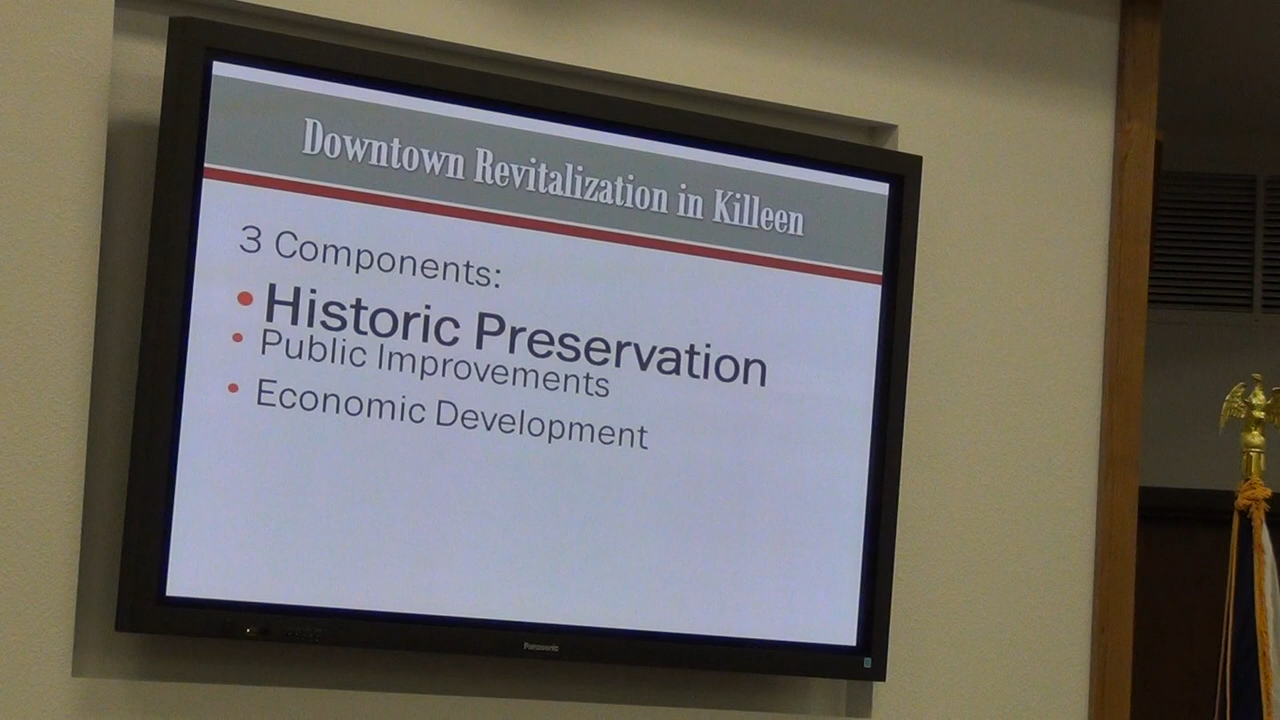 Downtown Revitalization in Killeen
3 Components:
• Historic Preservation
• Public Improvements
• Economic Development
Panasonic